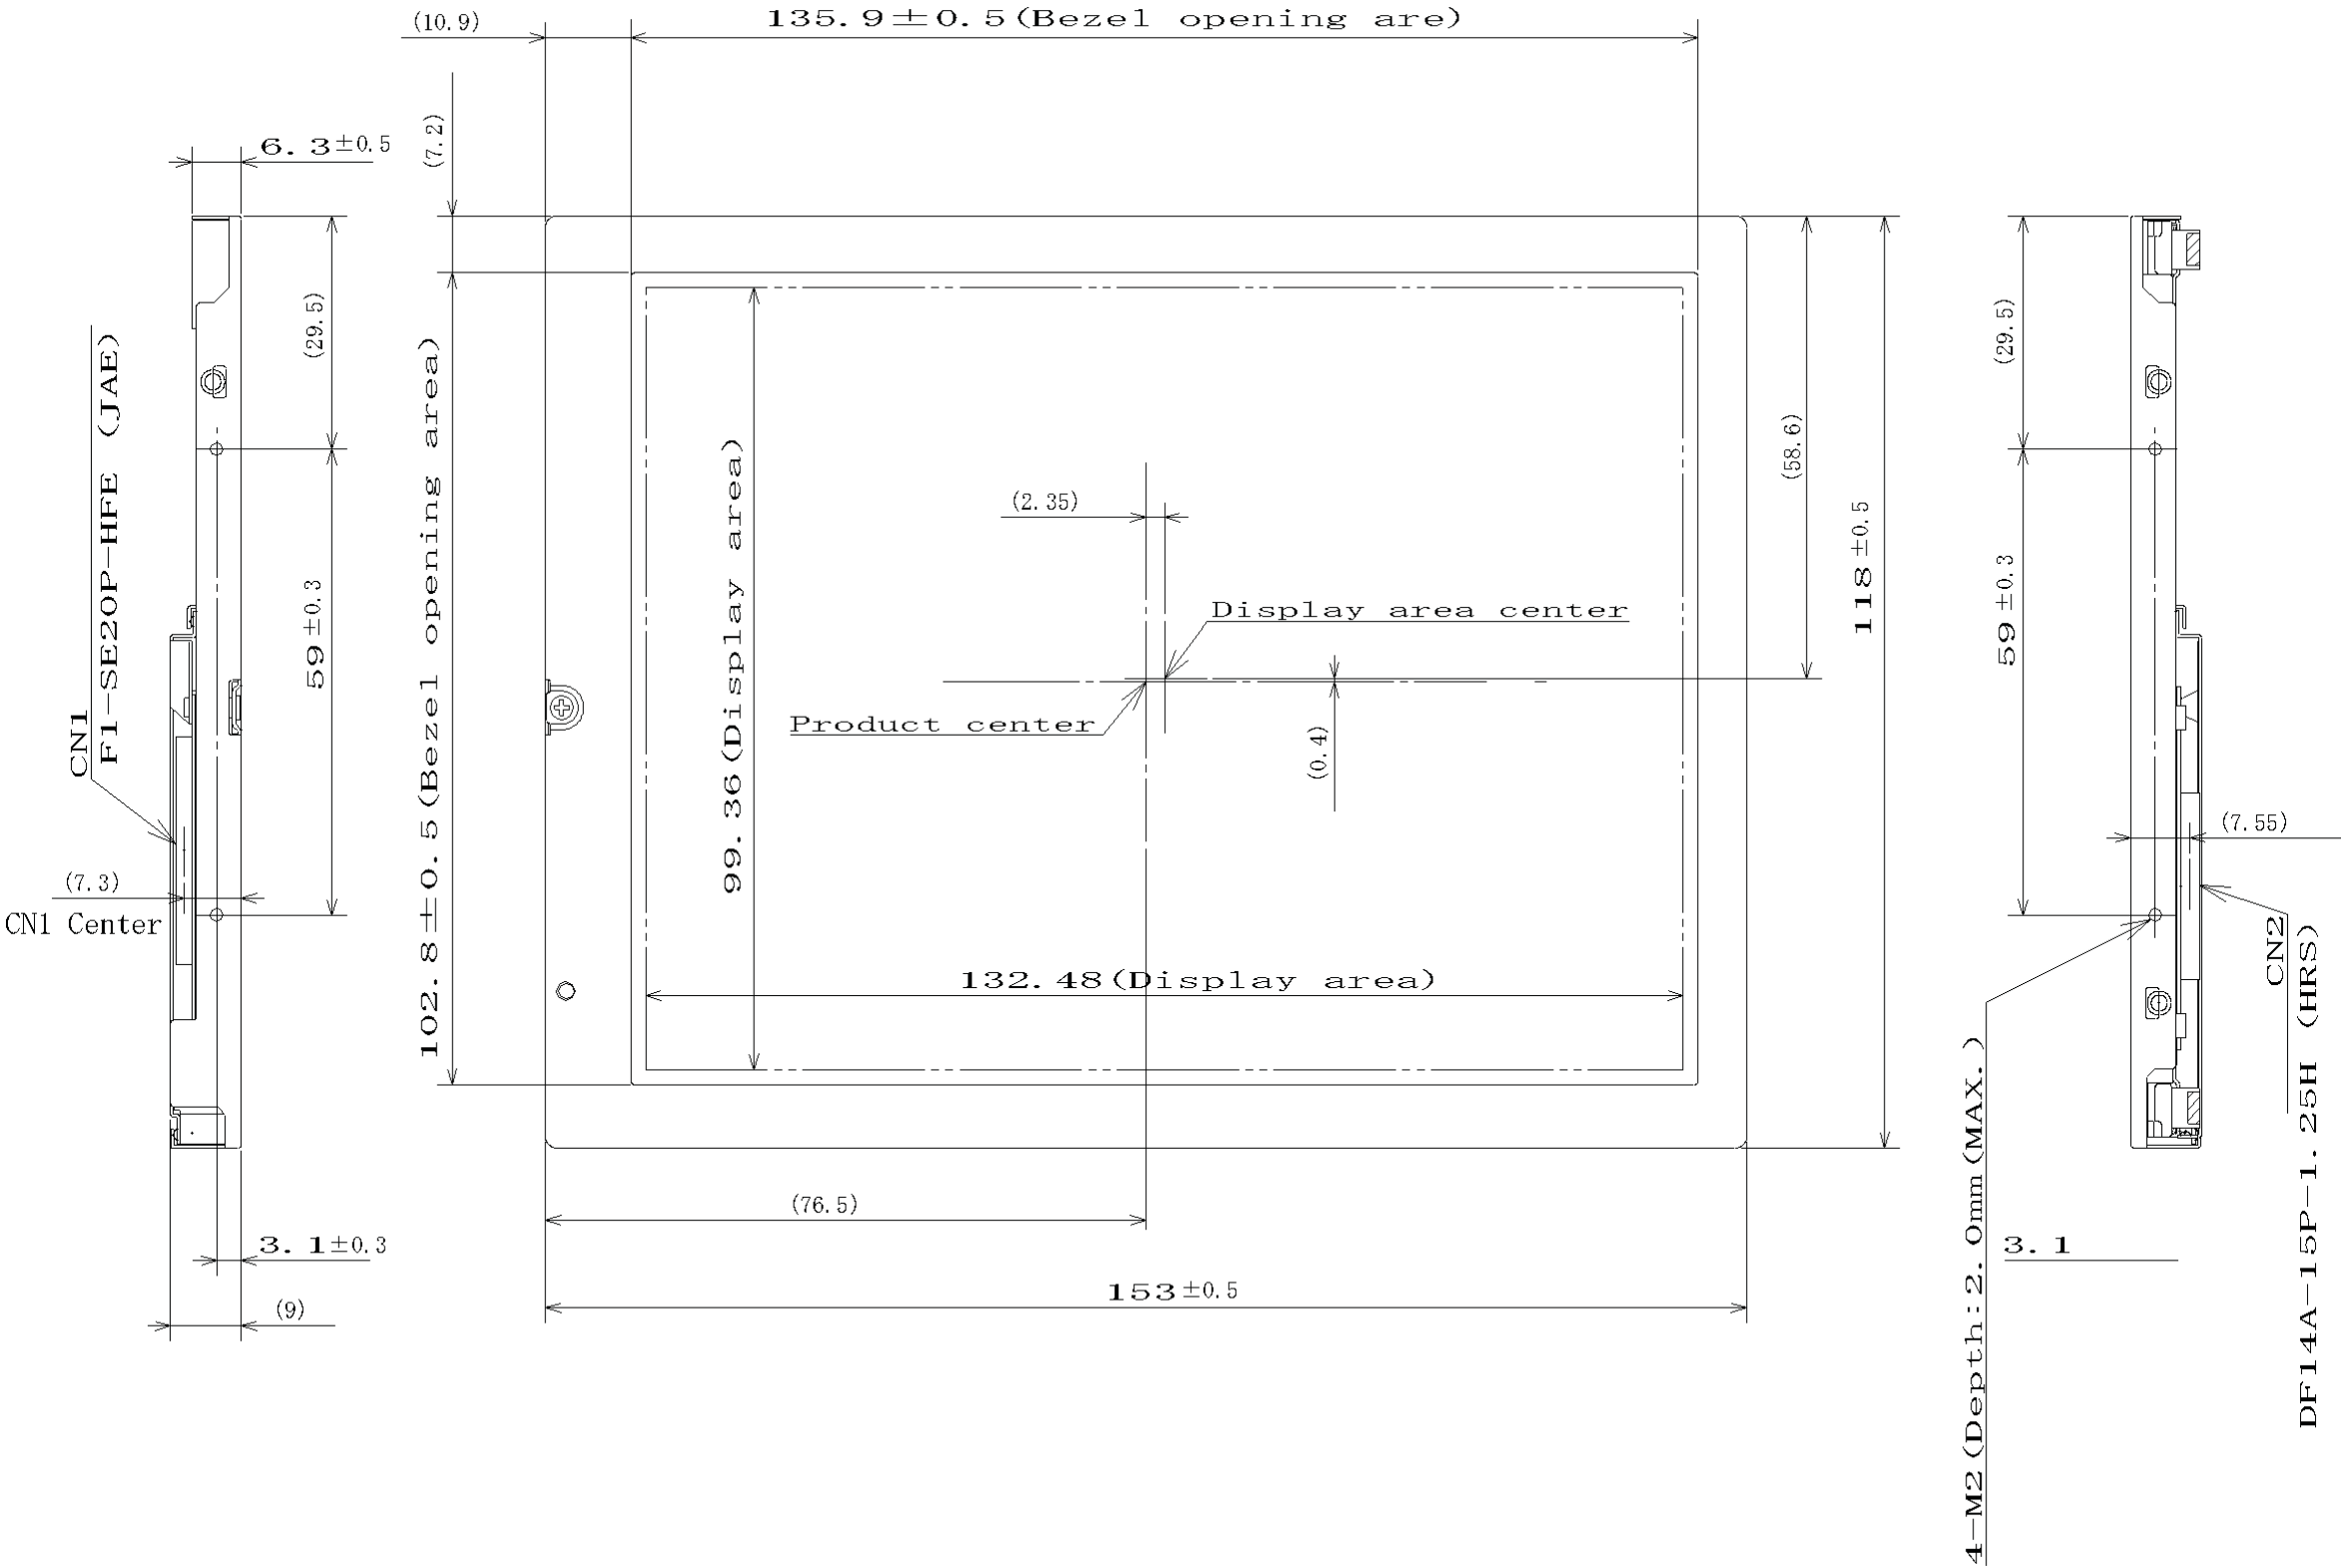 (10.9)
135.9±0.5(Bezel opening are)
(7.2)
6.3±0.5
(29.5)
59±0.3
CN1
F1-SE20P-HFE (JAE)
(7.3)
CN1 Center
3.1±0.3
(9)
102.8±0.5(Bezel opening area)
99.36(Display area)
(2.35)
Display area center
Product center
(0.4)
132.48(Display area)
(76.5)
153±0.5
(58.6)
118±0.5
(29.5)
59±0.3
(7.55)
CN2
DF14A-15P-1.25H (HRS)
4-M2(Depth:2.0mm(MAX.)
3.1